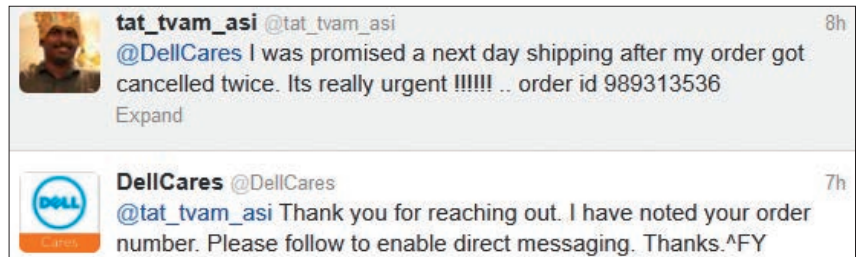 tat_tvam_asi @tat_tvam_asi 8h
@DellCares I was promised a next day shipping after my order got
cancelled twice. Its really urgent !!!!!! .. order id 989313536
Expand
DellCares @DellCares 7h
DELL
Cares
@tat_tvam_asi Thank you for reaching out. I have noted your order
number. Please follow to enable direct messaging. Thanks.^FY